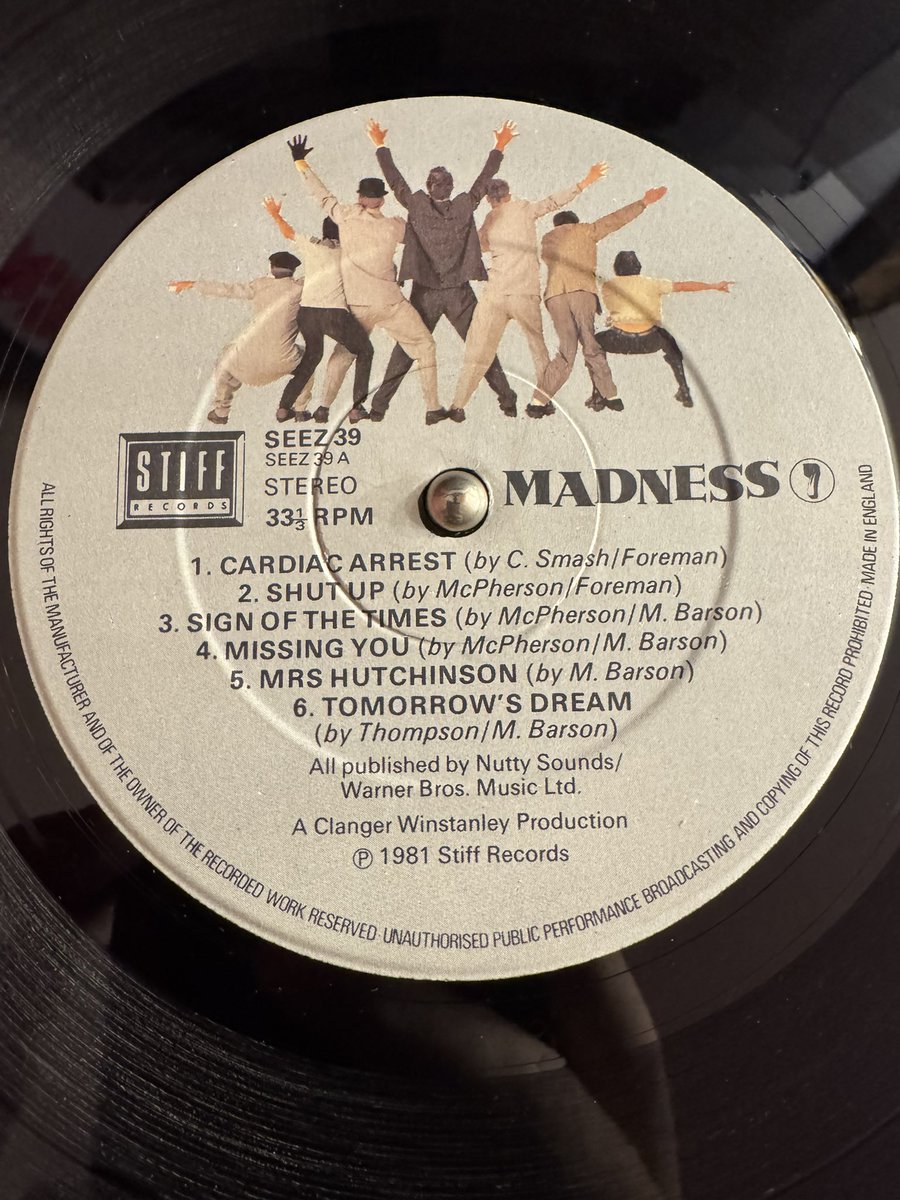 STIFF
RECORDS
SEEZ 39
SEEZ 39 A
STEREO
33⅓ RPM
MADNESS 7
1. CARDIAC ARREST (by C. Smash/Foreman)
2. SHUT UP (by McPherson/Foreman)
3. SIGN OF THE TIMES (by McPherson/M. Barson)
4. MISSING YOU (by McPherson/M. Barson)
5. MRS HUTCHINSON (by M. Barson)
6. TOMORROW'S DREAM
(by Thompson/M. Barson)
All published by Nutty Sounds/
Warner Bros. Music Ltd.
A Clanger Winstanley Production
℗ 1981 Stiff Records
ALL RIGHTS OF THE MANUFACTURER AND OF THE OWNER OF THE RECORDED WORK RESERVED · UNAUTHORISED PUBLIC PERFORMANCE BROADCASTING AND COPYING OF THIS RECORD PROHIBITED · MADE IN ENGLAND